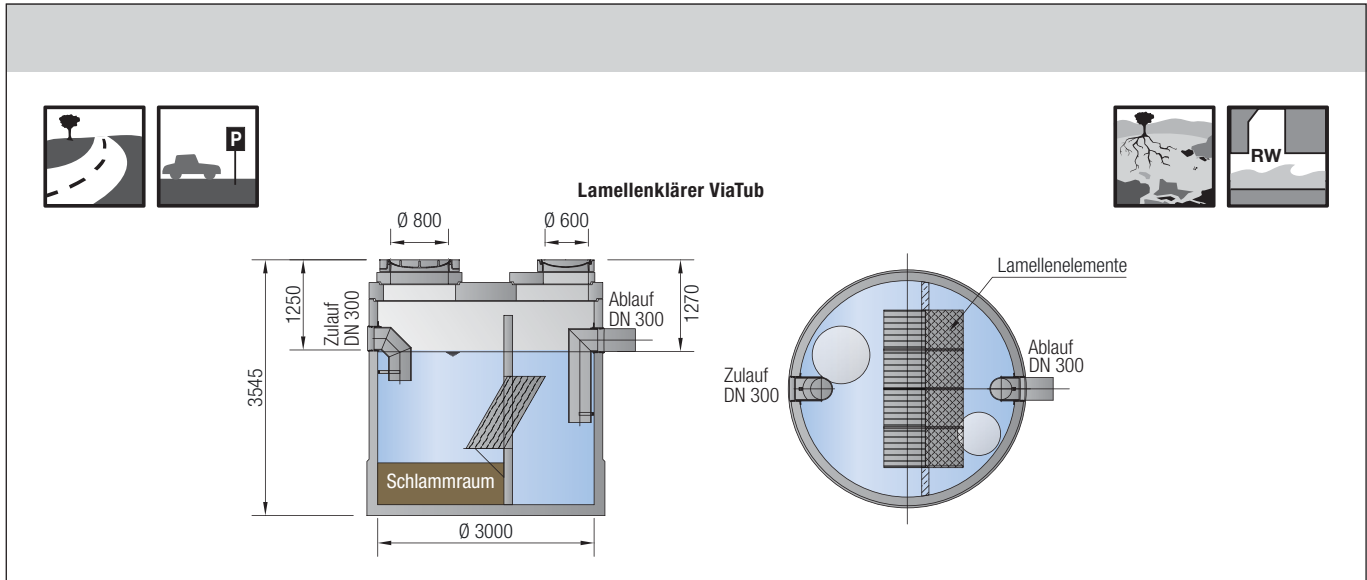 P
RW
Lamellenklärer ViaTub
Ø 800
Ø 600
1250
Zulauf
DN 300
Ablauf
DN 300
1270
3545
Schlammraum
Ø 3000
Lamellenelemente
Zulauf
DN 300
Ablauf
DN 300